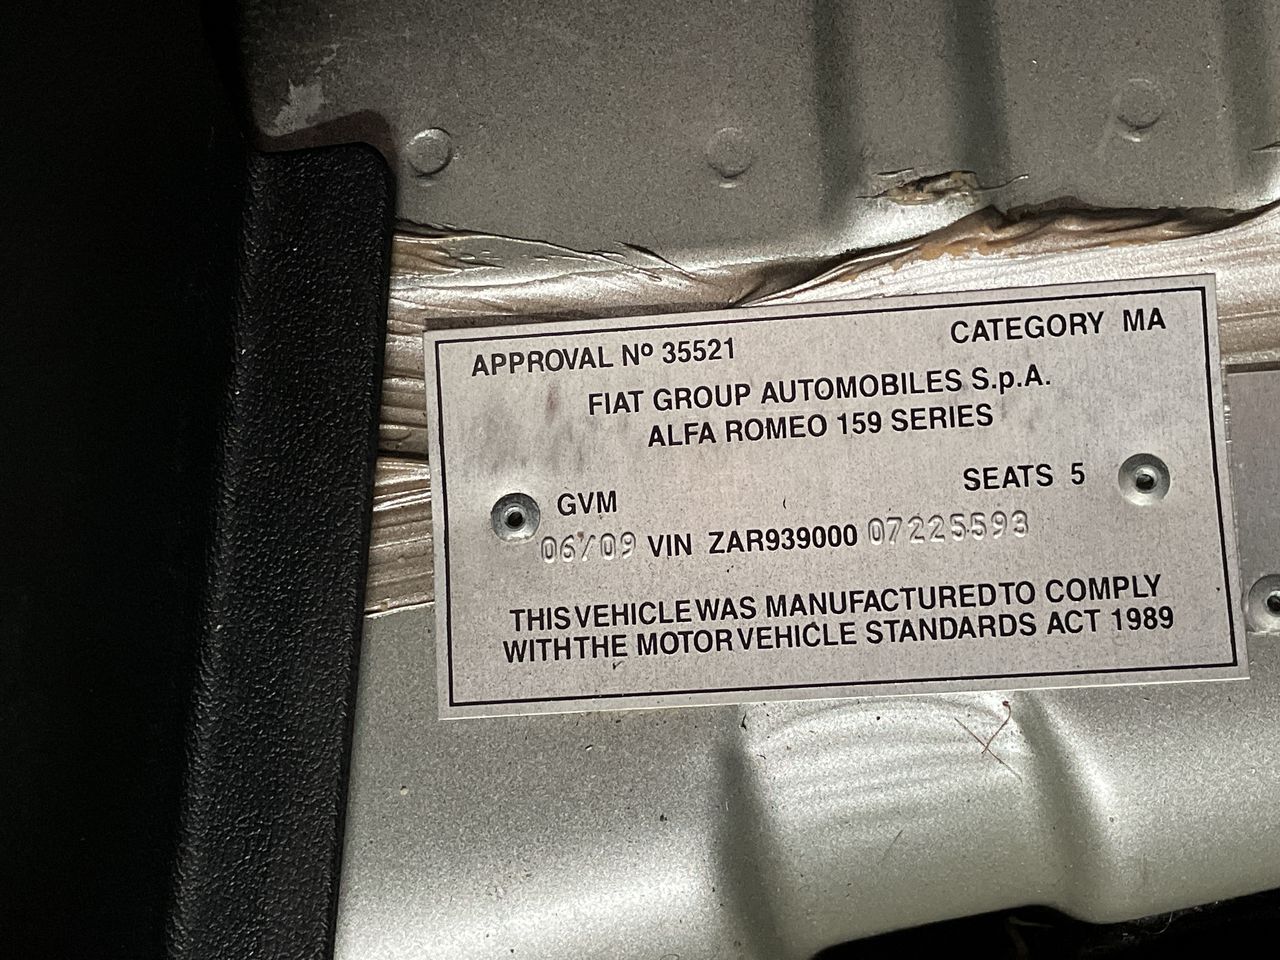 APPROVAL Nº 35521 CATEGORY MA
FIAT GROUP AUTOMOBILES S.p.A.
ALFA ROMEO 159 SERIES
GVM SEATS 5
06/09 VIN ZAR939000 07225593
THIS VEHICLE WAS MANUFACTURED TO COMPLY
WITH THE MOTOR VEHICLE STANDARDS ACT 1989